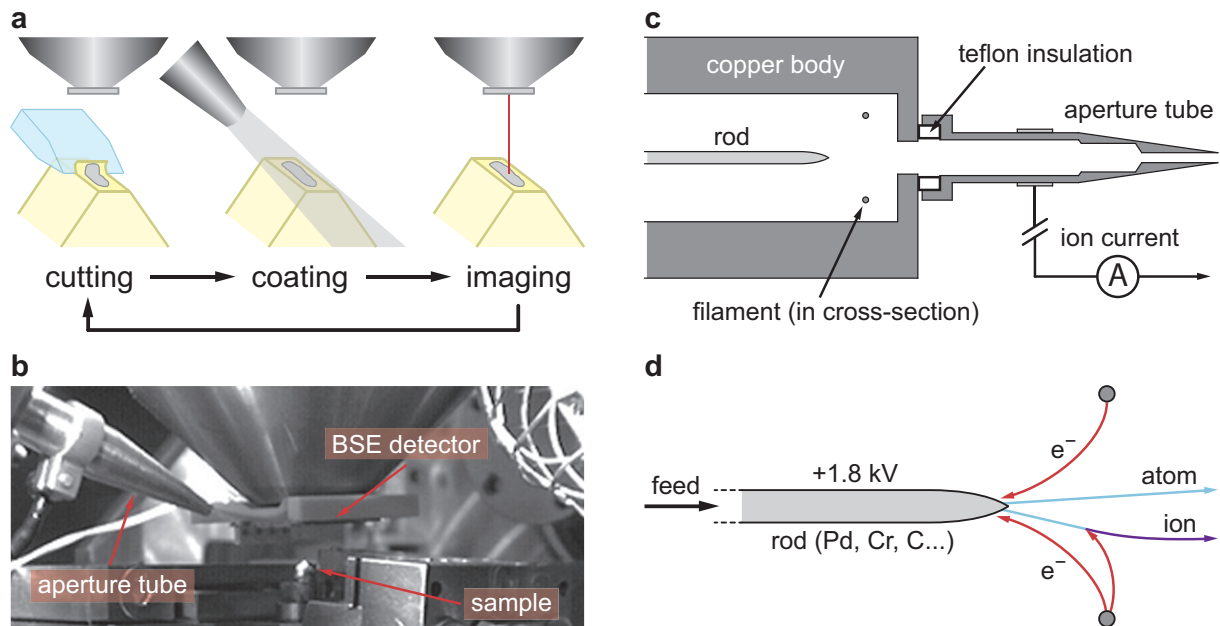 a
cutting
coating
imaging
b
BSE detector
aperture tube
sample
c
copper body
teflon insulation
aperture tube
rod
ion current
A
filament (in cross-section)
d
+1.8 kV
feed
rod (Pd, Cr, C...)
e⁻
atom
ion
e⁻